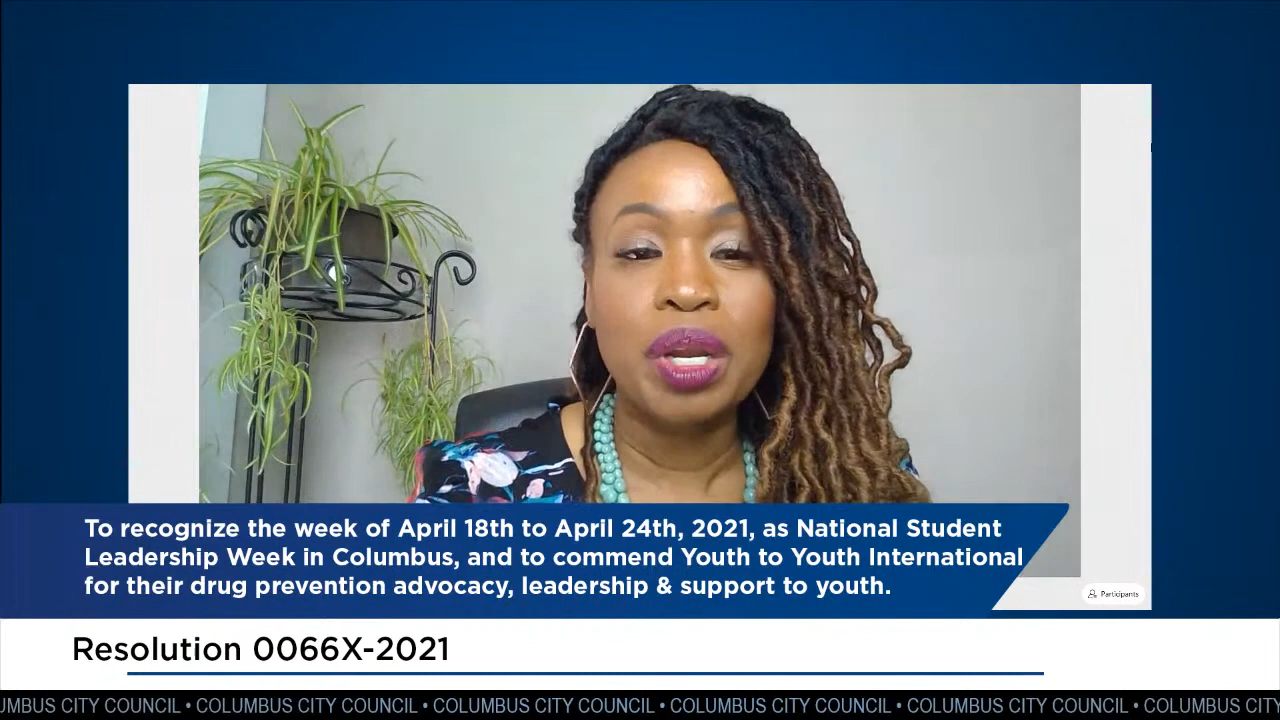 To recognize the week of April 18th to April 24th, 2021, as National Student
Leadership Week in Columbus, and to commend Youth to Youth International
for their drug prevention advocacy, leadership & support to youth.
Participants
Resolution 0066X-2021
UMBUS CITY COUNCIL • COLUMBUS CITY COUNCIL • COLUMBUS CITY COUNCIL • COLUMBUS CITY COUNCIL • COLUMBUS CITY COUNCIL • COLUMBUS CITY